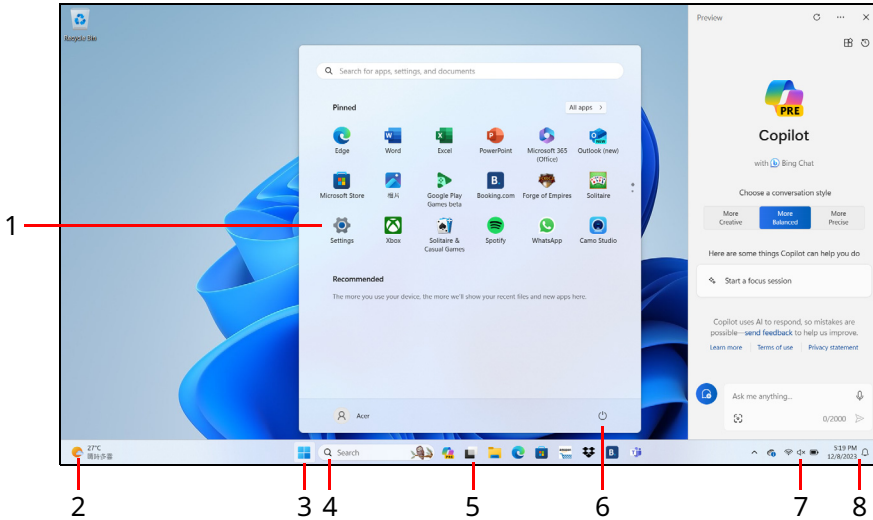 Recycle Bin
Search for apps, settings, and documents
Pinned
All apps >
Edge
Word
Excel
PowerPoint
Microsoft 365
(Office)
Outlook (new)
Microsoft Store
相片
Google Play
Games beta
Booking.com
Forge of Empires
Solitaire
Settings
Xbox
Solitaire &
Casual Games
Spotify
WhatsApp
Camo Studio
Recommended
The more you use your device, the more we'll show your recent files and new apps here.
Acer
Preview
PRE
Copilot
with Bing Chat
Choose a conversation style
More
Creative
More
Balanced
More
Precise
Here are some things Copilot can help you do
Start a focus session
Copilot uses AI to respond, so mistakes are
possible—send feedback to help us improve.
Learn more
Terms of use
Privacy statement
Ask me anything...
0/2000
27°C
Search
5:19 PM
12/8/2023
1
2
3
4
5
6
7
8